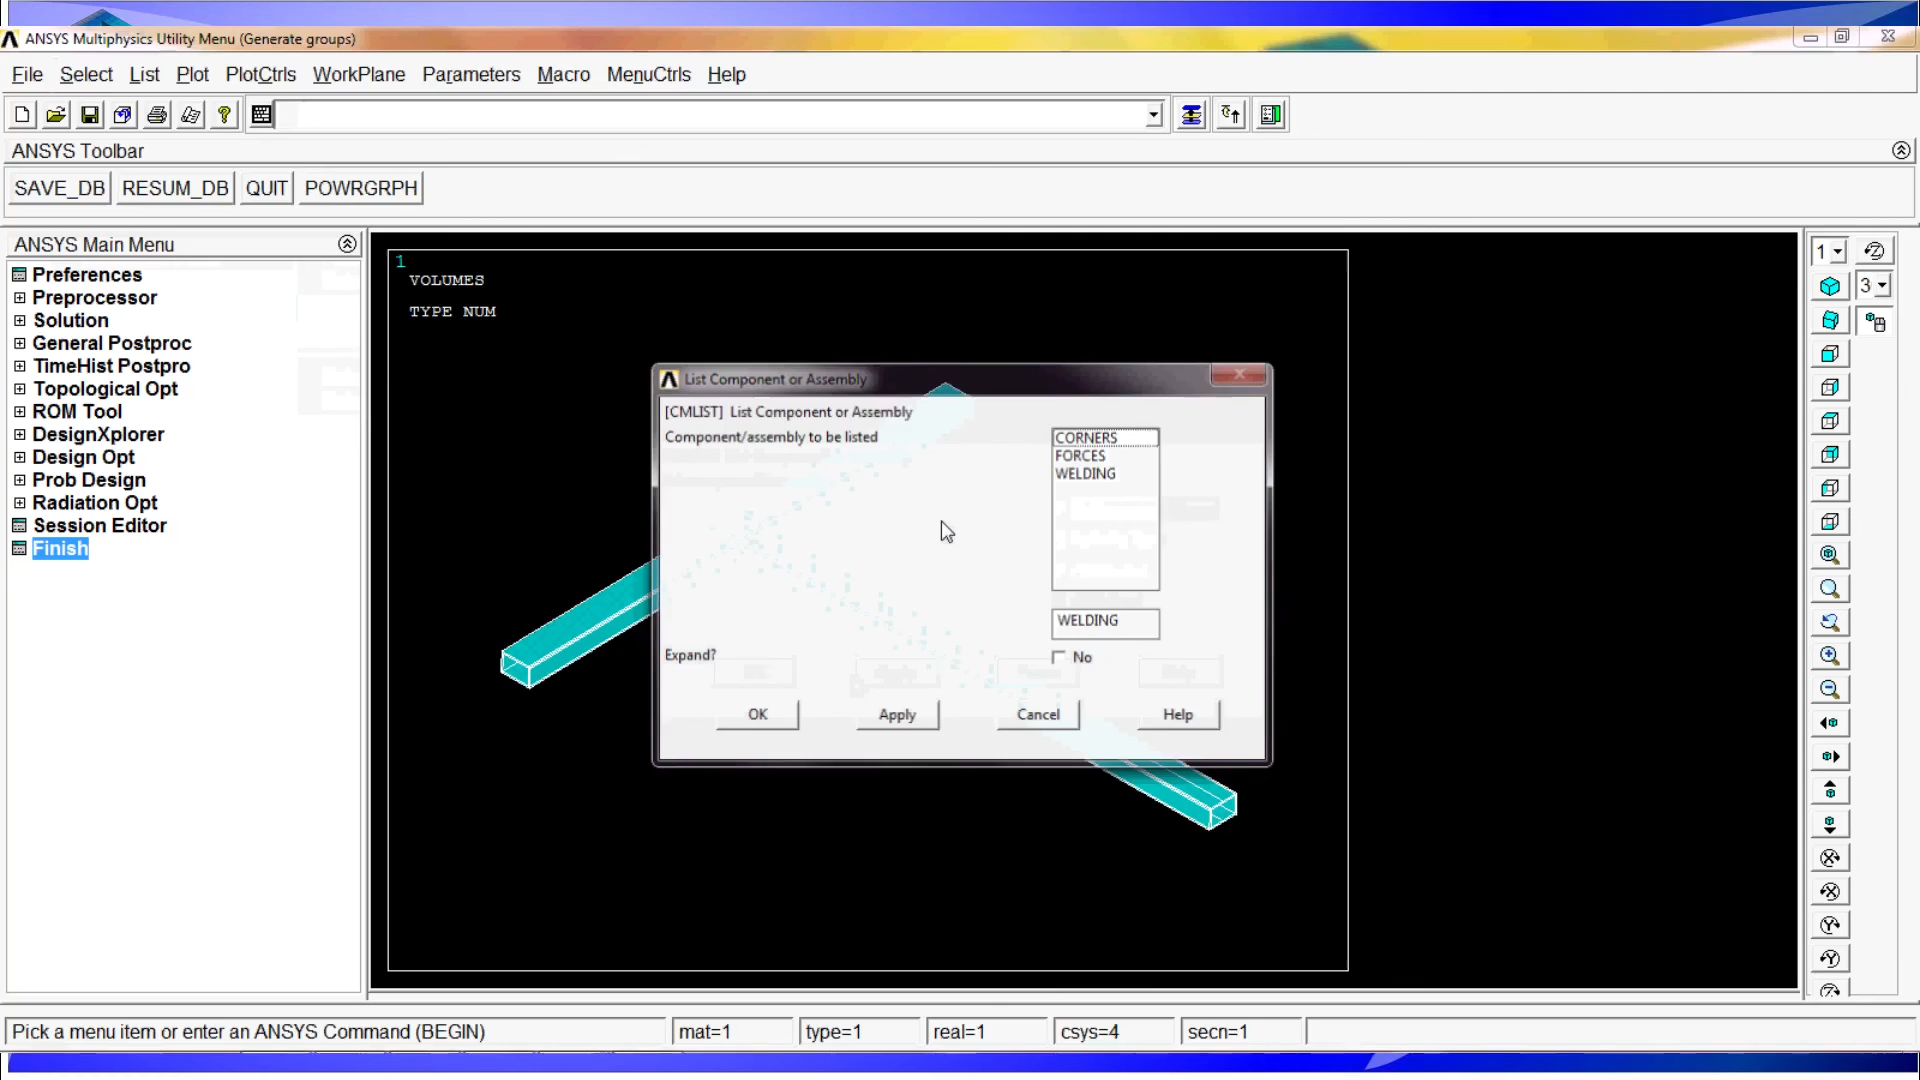 ANSYS Multiphysics Utility Menu (Generate groups)
File Select List Plot PlotCtrls WorkPlane Parameters Macro MenuCtrls Help
ANSYS Toolbar
SAVE_DB RESUM_DB QUIT POWRGRPH
ANSYS Main Menu
Preferences
Preprocessor
Solution
General Postproc
TimeHist Postpro
Topological Opt
ROM Tool
DesignXplorer
Design Opt
Prob Design
Radiation Opt
Session Editor
Finish
1
VOLUMES
TYPE NUM
List Component or Assembly
[CMLIST] List Component or Assembly
Component/assembly to be listed
CORNERS
FORCES
WELDING
WELDING
Expand?
No
OK Apply Cancel Help
1
3
Pick a menu item or enter an ANSYS Command (BEGIN) mat=1 type=1 real=1 csys=4 secn=1